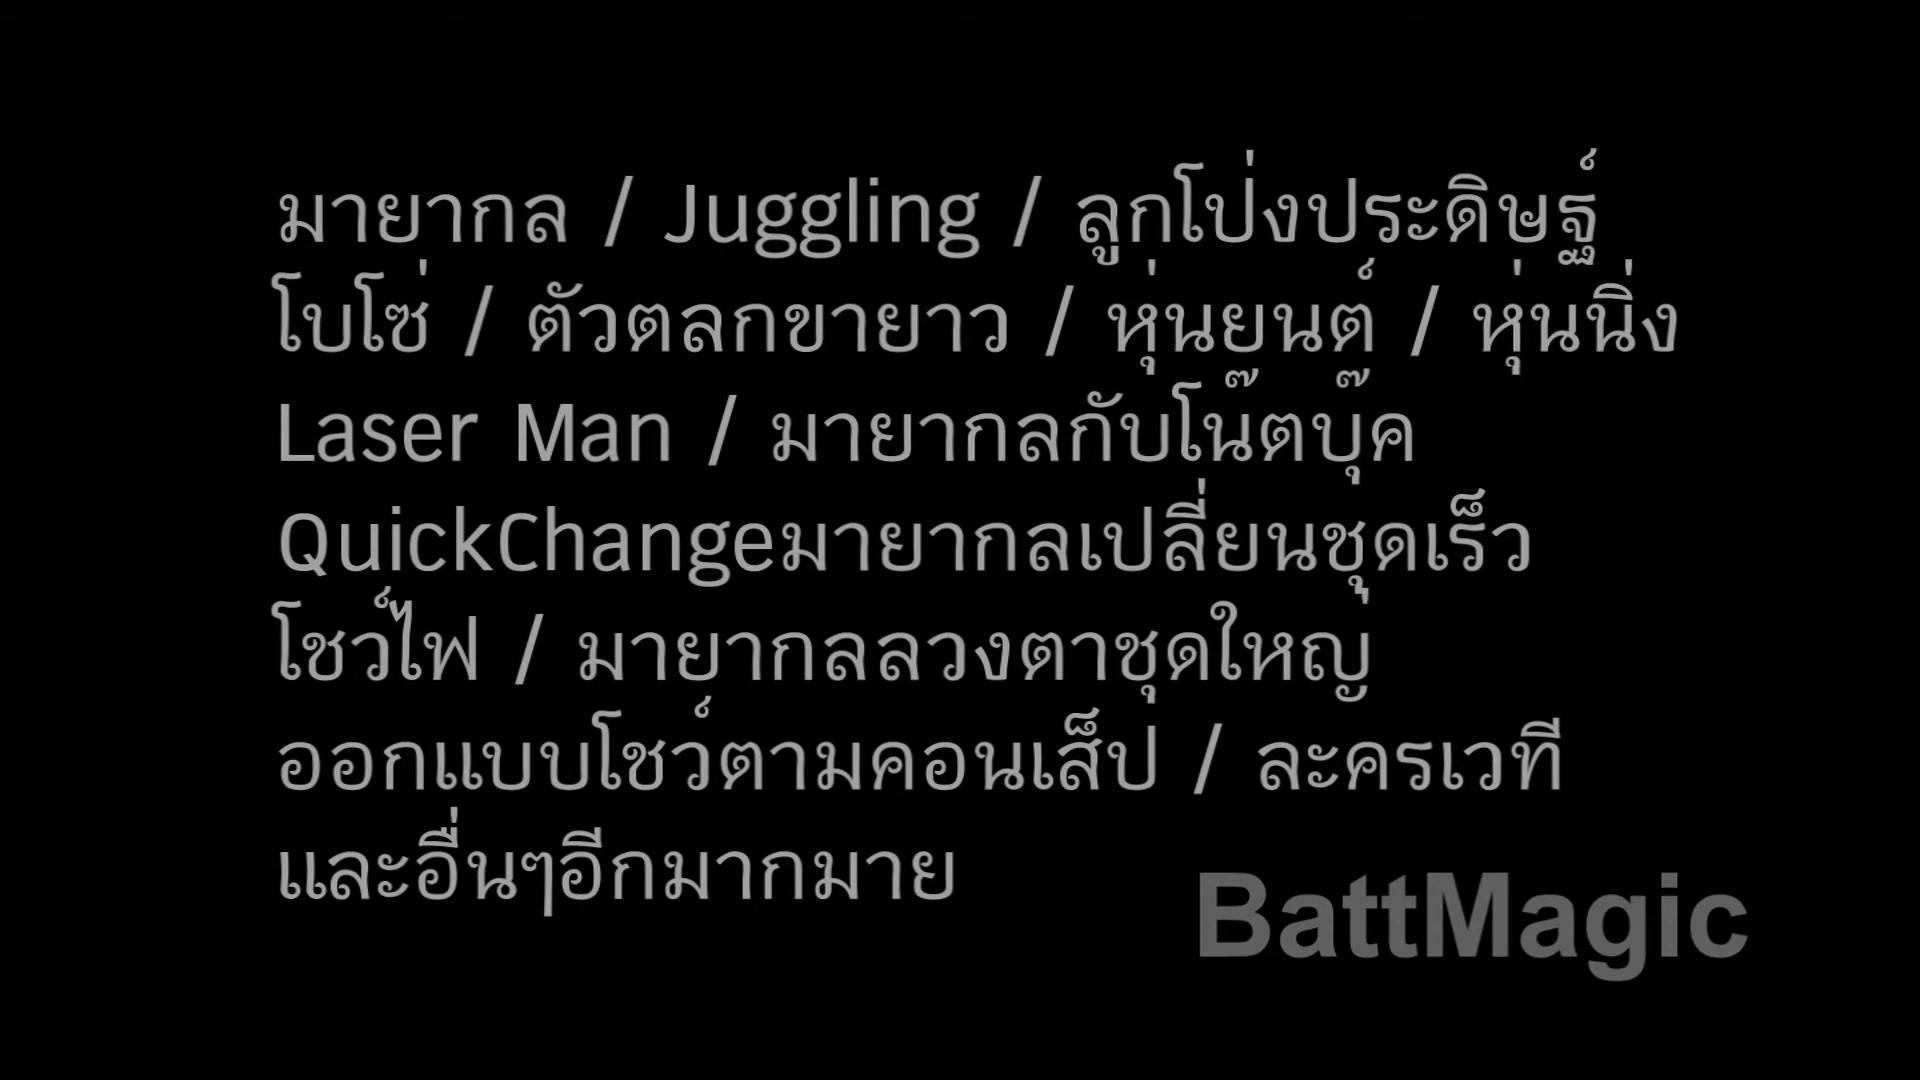 มายากล / Juggling / ลูกโป่งประดิษฐ์
โบโซ่ / ตัวตลกขายาว / หุ่นยนต์ / หุ่นนิ่ง
Laser Man / มายากลกับโน๊ตบุ๊ค
QuickChangeมายากลเปลี่ยนชุดเร็ว
โชว์ไฟ / มายากลลวงตาชุดใหญ่
ออกแบบโชว์ตามคอนเส็ป / ละครเวที
และอื่นๆอีกมากมาย
BattMagic